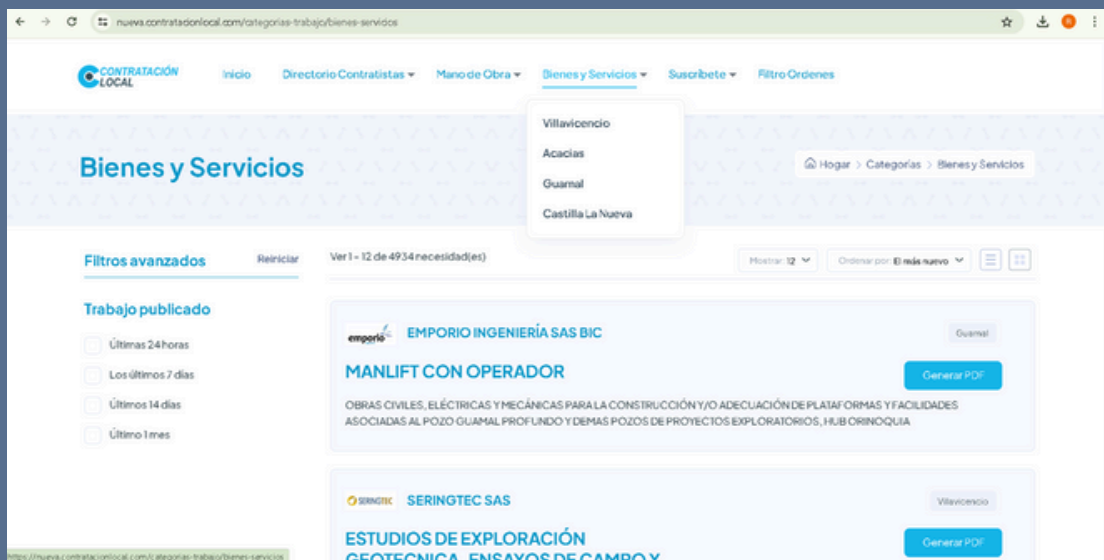 nueva.contratacionlocal.com/categorias-trabajo/bienes-servicios
CONTRATACIÓN
LOCAL
Inicio Directorio Contratistas Mano de Obra Bienes y Servicios Suscríbete Filtro Ordenes
Villavicencio
Acacias
Guamal
Castilla La Nueva
Bienes y Servicios
Hogar > Categorías > Bienes y Servicios
Filtros avanzados Reiniciar
Ver 1 - 12 de 4934 necesidad(es)
Mostrar: 12 Ordenar por: El más nuevo
Trabajo publicado
Últimas 24 horas
Los últimos 7 días
Últimos 14 días
Último 1 mes
emporio EMPORIO INGENIERÍA SAS BIC Guamal
MANLIFT CON OPERADOR Generar PDF
OBRAS CIVILES, ELÉCTRICAS Y MECÁNICAS PARA LA CONSTRUCCIÓN Y/O ADECUACIÓN DE PLATAFORMAS Y FACILIDADES
ASOCIADAS AL POZO GUAMAL PROFUNDO Y DEMAS POZOS DE PROYECTOS EXPLORATORIOS, HUB ORINOQUIA
SERINGTEC SERINGTEC SAS Villavicencio
ESTUDIOS DE EXPLORACIÓN Generar PDF
GEOTECNICA, ENSAYOS DE CAMPO Y
https://nueva.contratacionlocal.com/categorias-trabajo/bienes-servicios